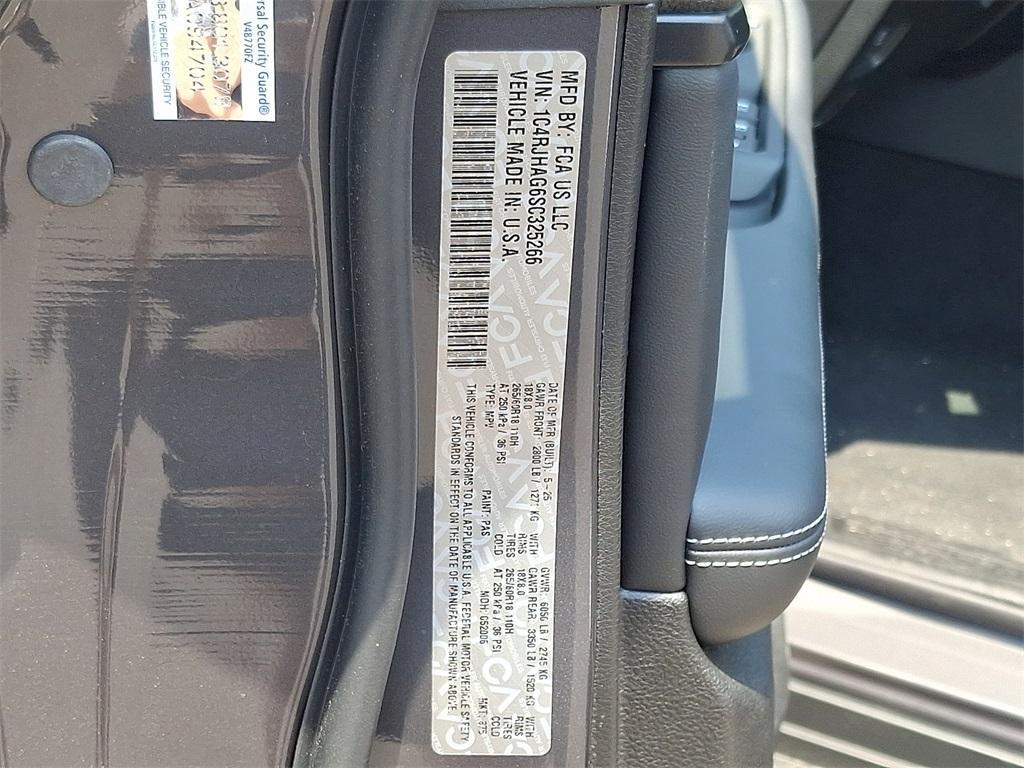 MFD BY: FCA US LLC
VIN: 1C4RJHAG6SC325266
VEHICLE MADE IN: U.S.A.
DATE OF MFR (BUILT): 5-25 GVWR: 6050 LB / 2745 KG
GAWR FRONT: 2800 LB / 1271 KG WITH GAWR REAR: 3350 LB / 1520 KG WITH
18X8.0 RIMS 18X8.0 RIMS
265/60R18 110H TIRES 265/60R18 110H TIRES
AT 250 kPa / 36 PSI COLD AT 250 kPa / 36 PSI COLD
TYPE: MPV PAINT: PAS MDH: MKT:
THIS VEHICLE CONFORMS TO ALL APPLICABLE U.S.A. FEDERAL MOTOR VEHICLE SAFETY
STANDARDS IN EFFECT ON THE DATE OF MANUFACTURE SHOWN ABOVE.
Security Guard®
V48770FZ
VEHICLE SECURITY